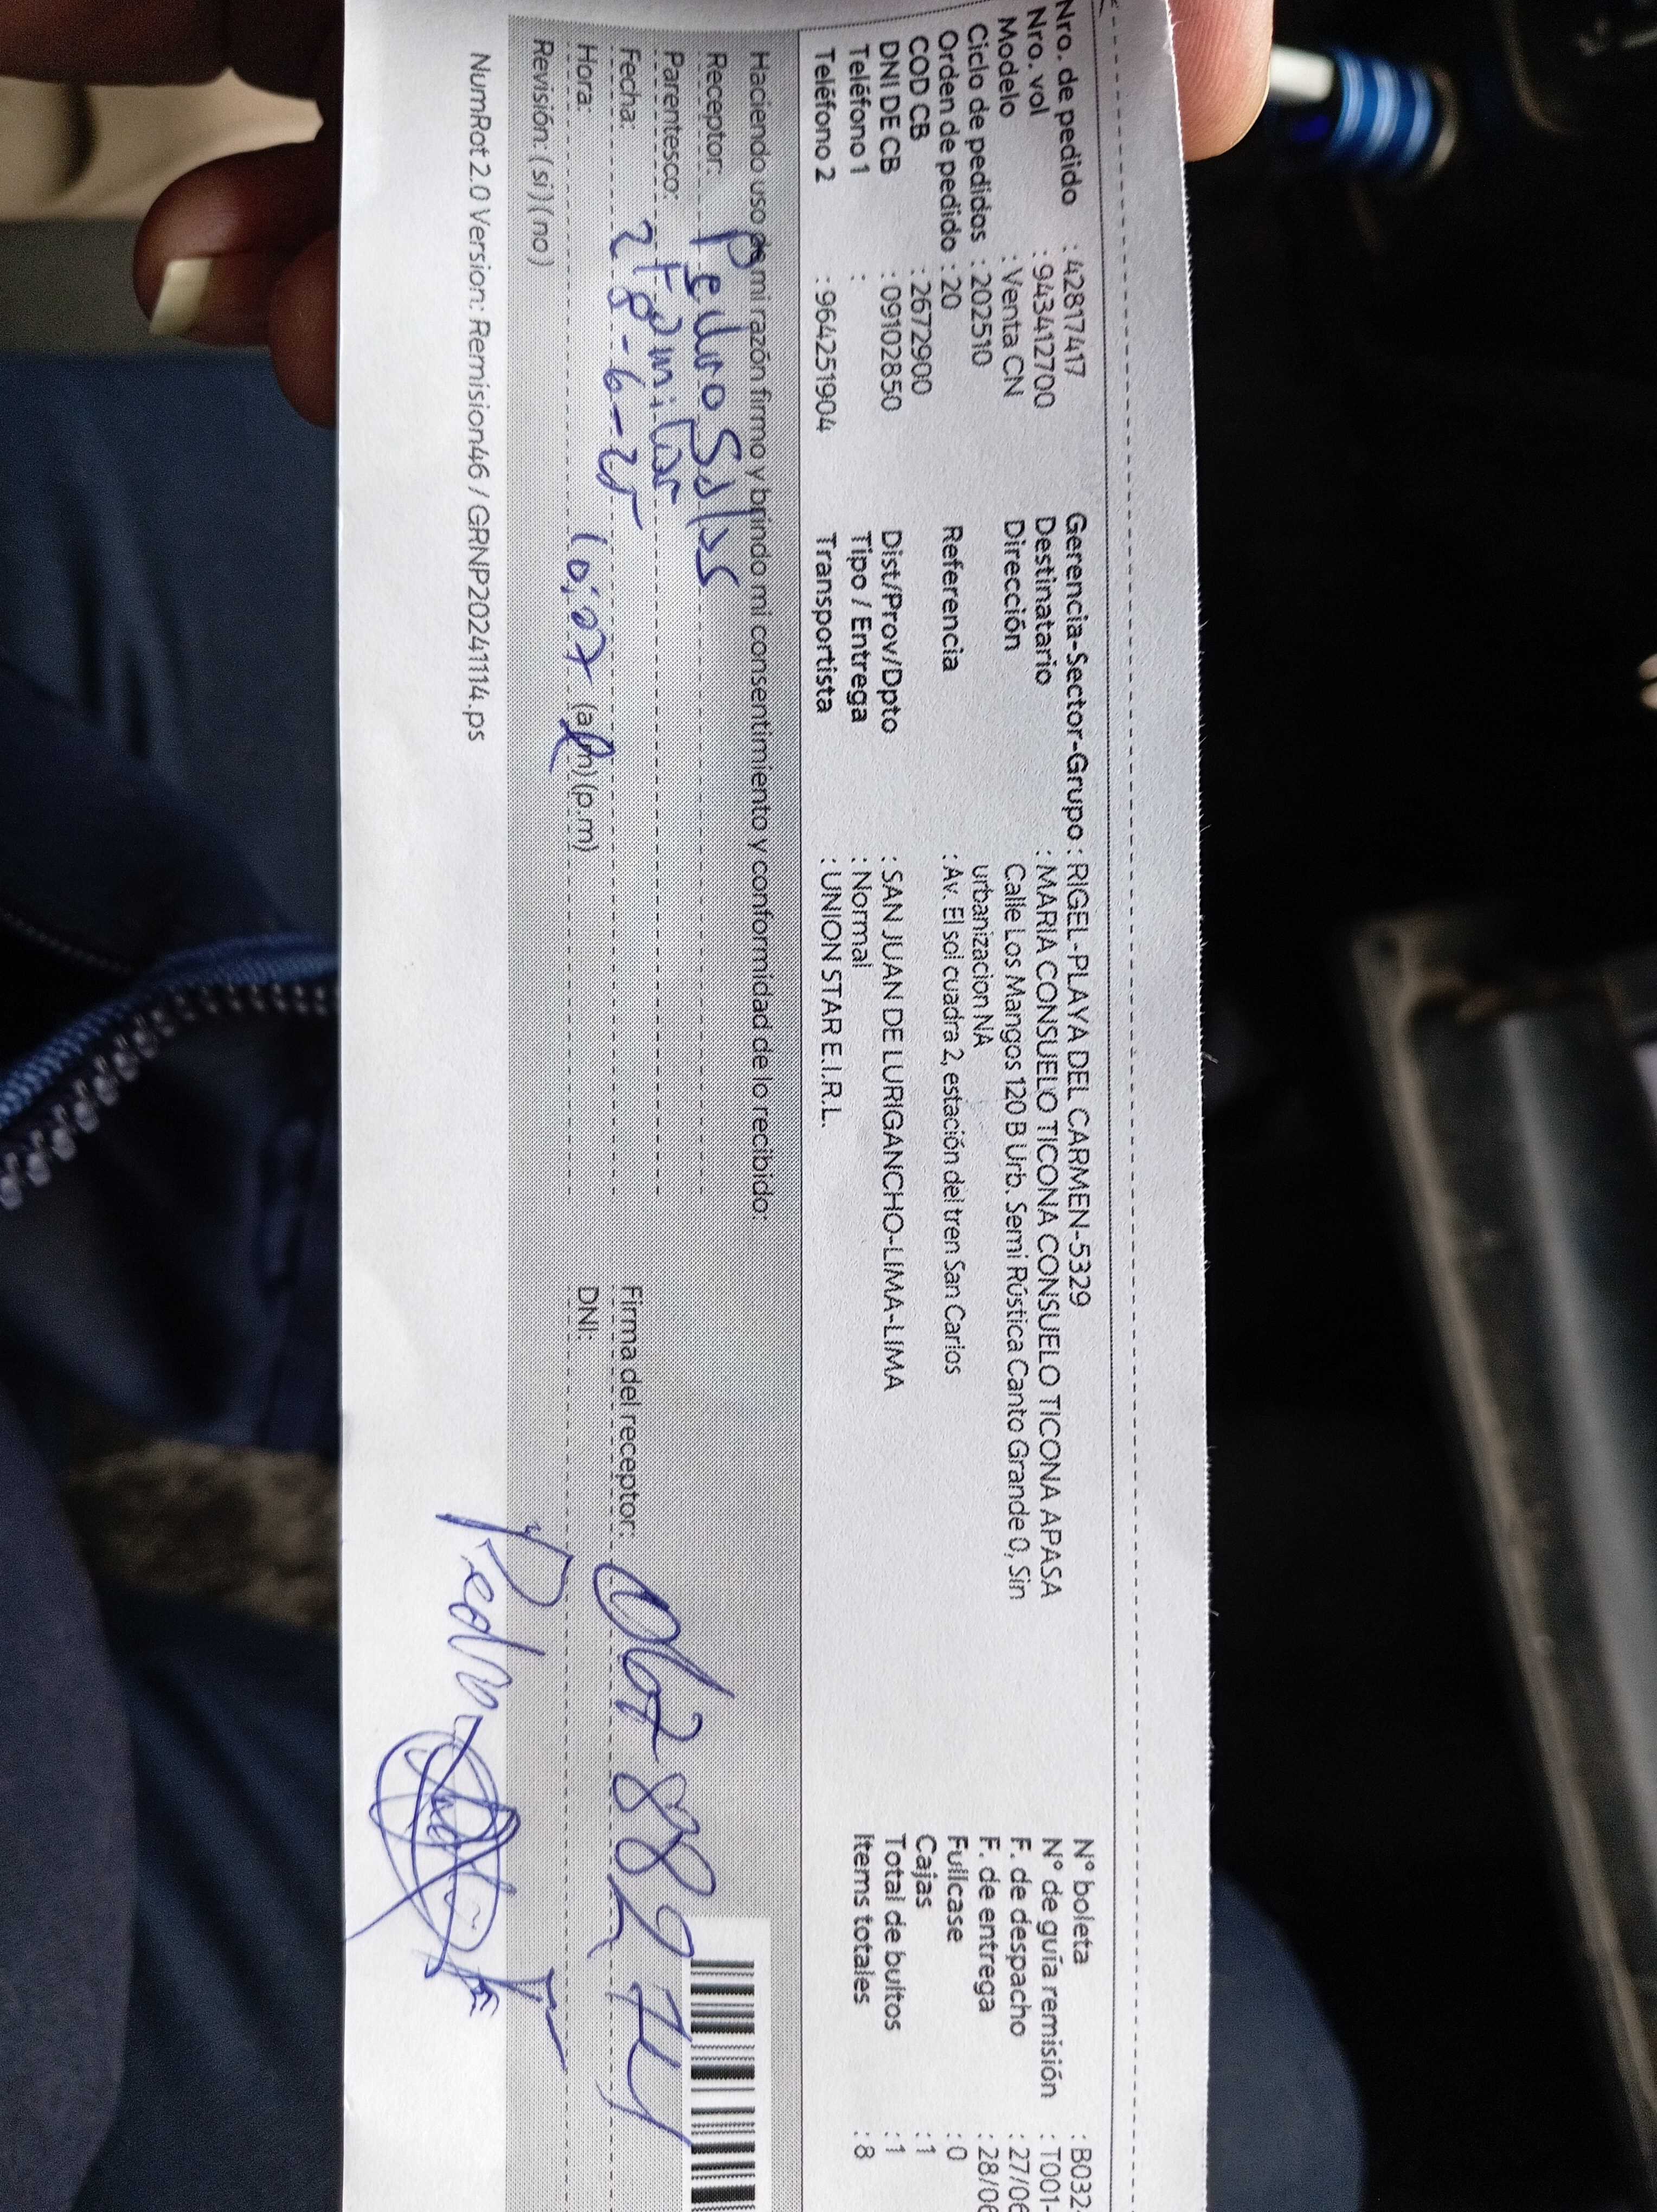 Nro. de pedido : 42817417
Nro. vol : 943412700
Modelo : Venta CN
Ciclo de pedidos : 202510
Orden de pedido : 20
COD CB : 2672900
DNI DE CB : 09102850
Teléfono 1 :
Teléfono 2 : 964251904
Gerencia-Sector-Grupo : RIGEL-PLAYA DEL CARMEN-5329
Destinatario : MARIA CONSUELO TICONA CONSUELO TICONA APASA
Dirección Calle Los Mangos 120 B Urb. Semi Rústica Canto Grande 0, Sin
urbanizacion NA
Referencia : Av. El sol cuadra 2, estación del tren San Carlos
Dist/Prov/Dpto : SAN JUAN DE LURIGANCHO-LIMA-LIMA
Tipo / Entrega : Normal
Transportista : UNION STAR E.I.R.L.
N° boleta : B032-
N° de guía remisión : T001-
F. de despacho : 27/06
F. de entrega : 28/06
Fullcase : 0
Cajas : 1
Total de bultos : 1
Items totales : 8
Haciendo uso de mi razón firmo y brindo mi consentimiento y conformidad de lo recibido:
Receptor: Pedro Salas
Parentesco: Familiar
Fecha: 28-6-25
Hora: 10:07 (a.m)(p.m)
Revisión: (si)(no)
Firma del receptor:
DNI:
Pedro
NumRot 2.0 Version: Remision46 / GRNP20241114.ps